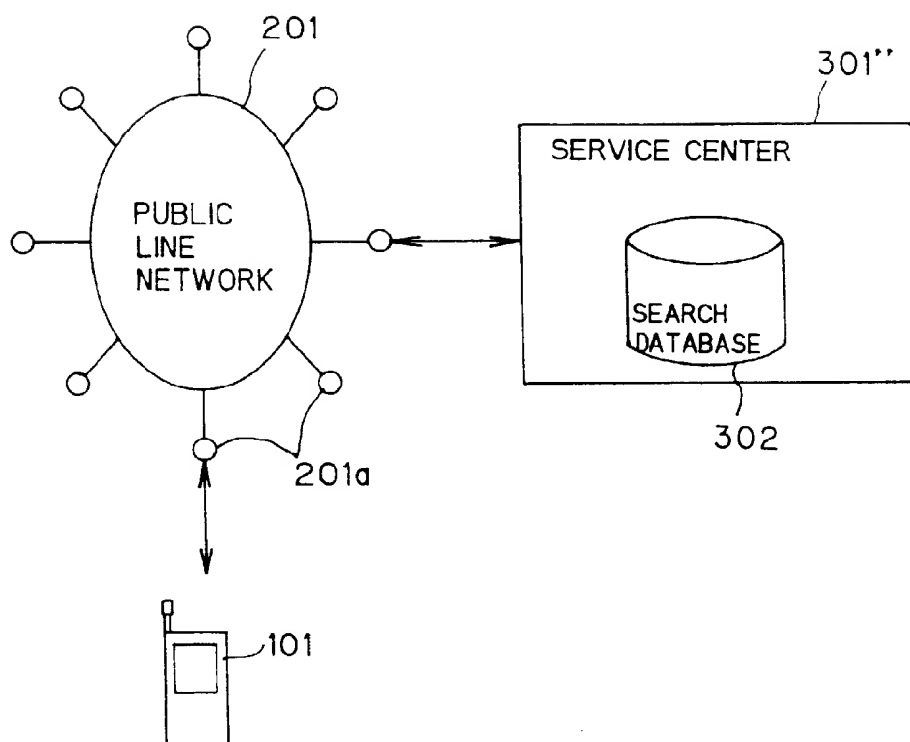 201
301''
SERVICE CENTER
PUBLIC
LINE
NETWORK
SEARCH
DATABASE
302
201a
101